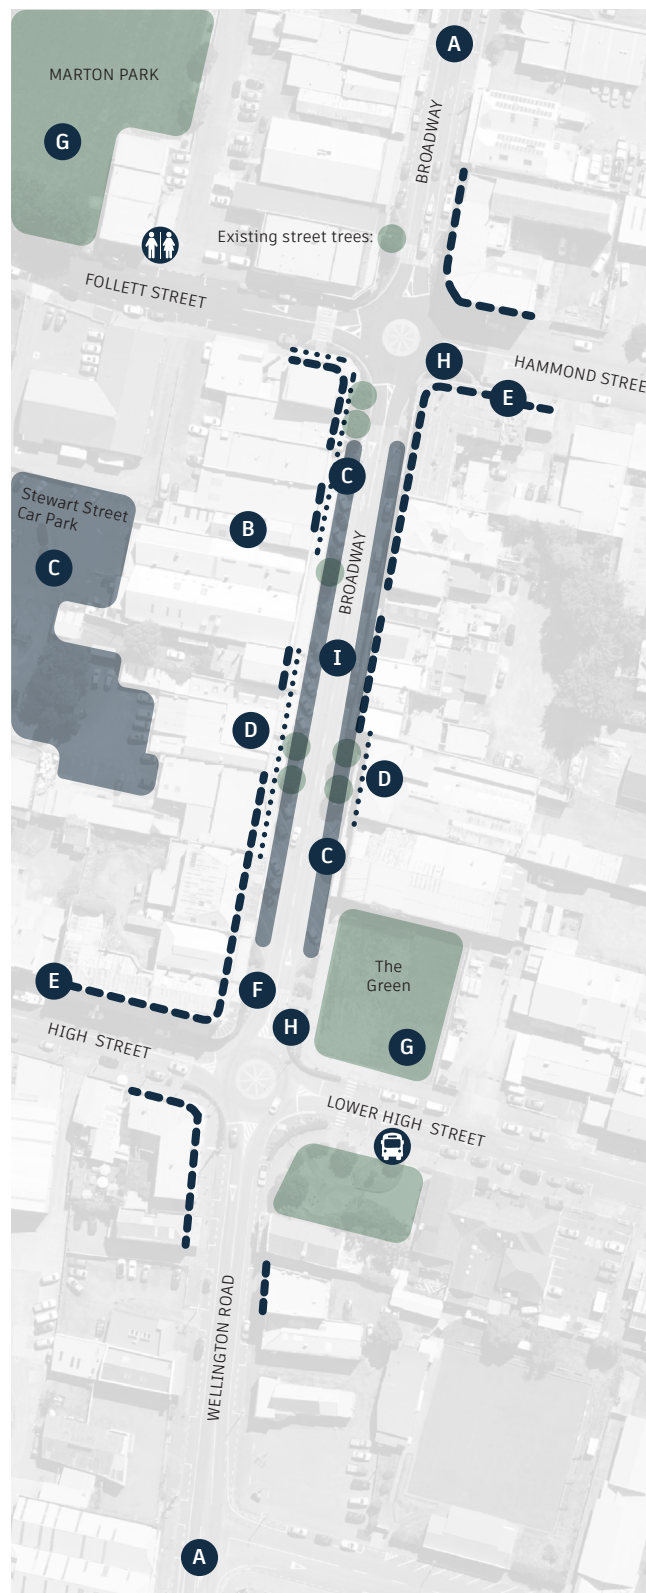 A
MARTON PARK
BROADWAY
G
Existing street trees:
FOLLETT STREET
H
HAMMOND STREE
E
C
Stewart Street
Car Park
B
BROADWAY
C
I
D
D
C
The
Green
E
F
H
G
HIGH STREET
LOWER HIGH STREET
WELLINGTON ROAD
A